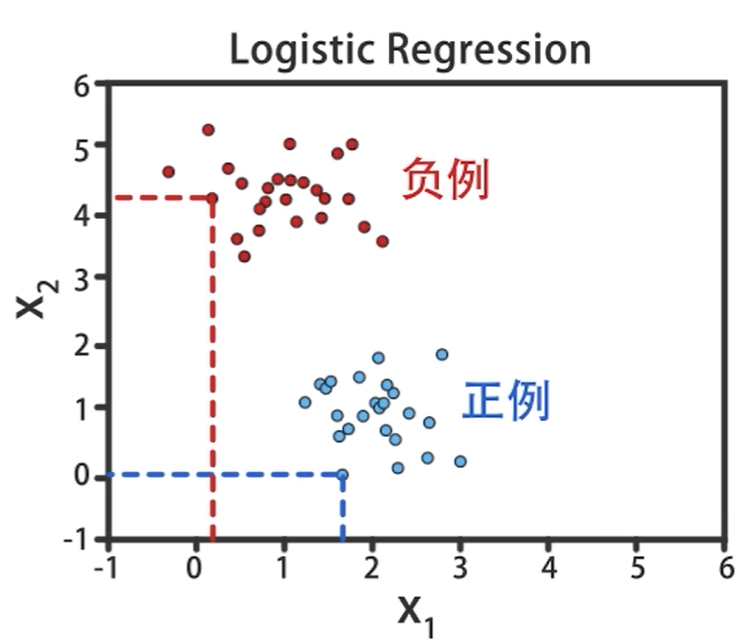 Logistic Regression
6
5
负例
4
3
X2
2
1
正例
0
-1
-1 0 1 2 3 4 5 6
X1